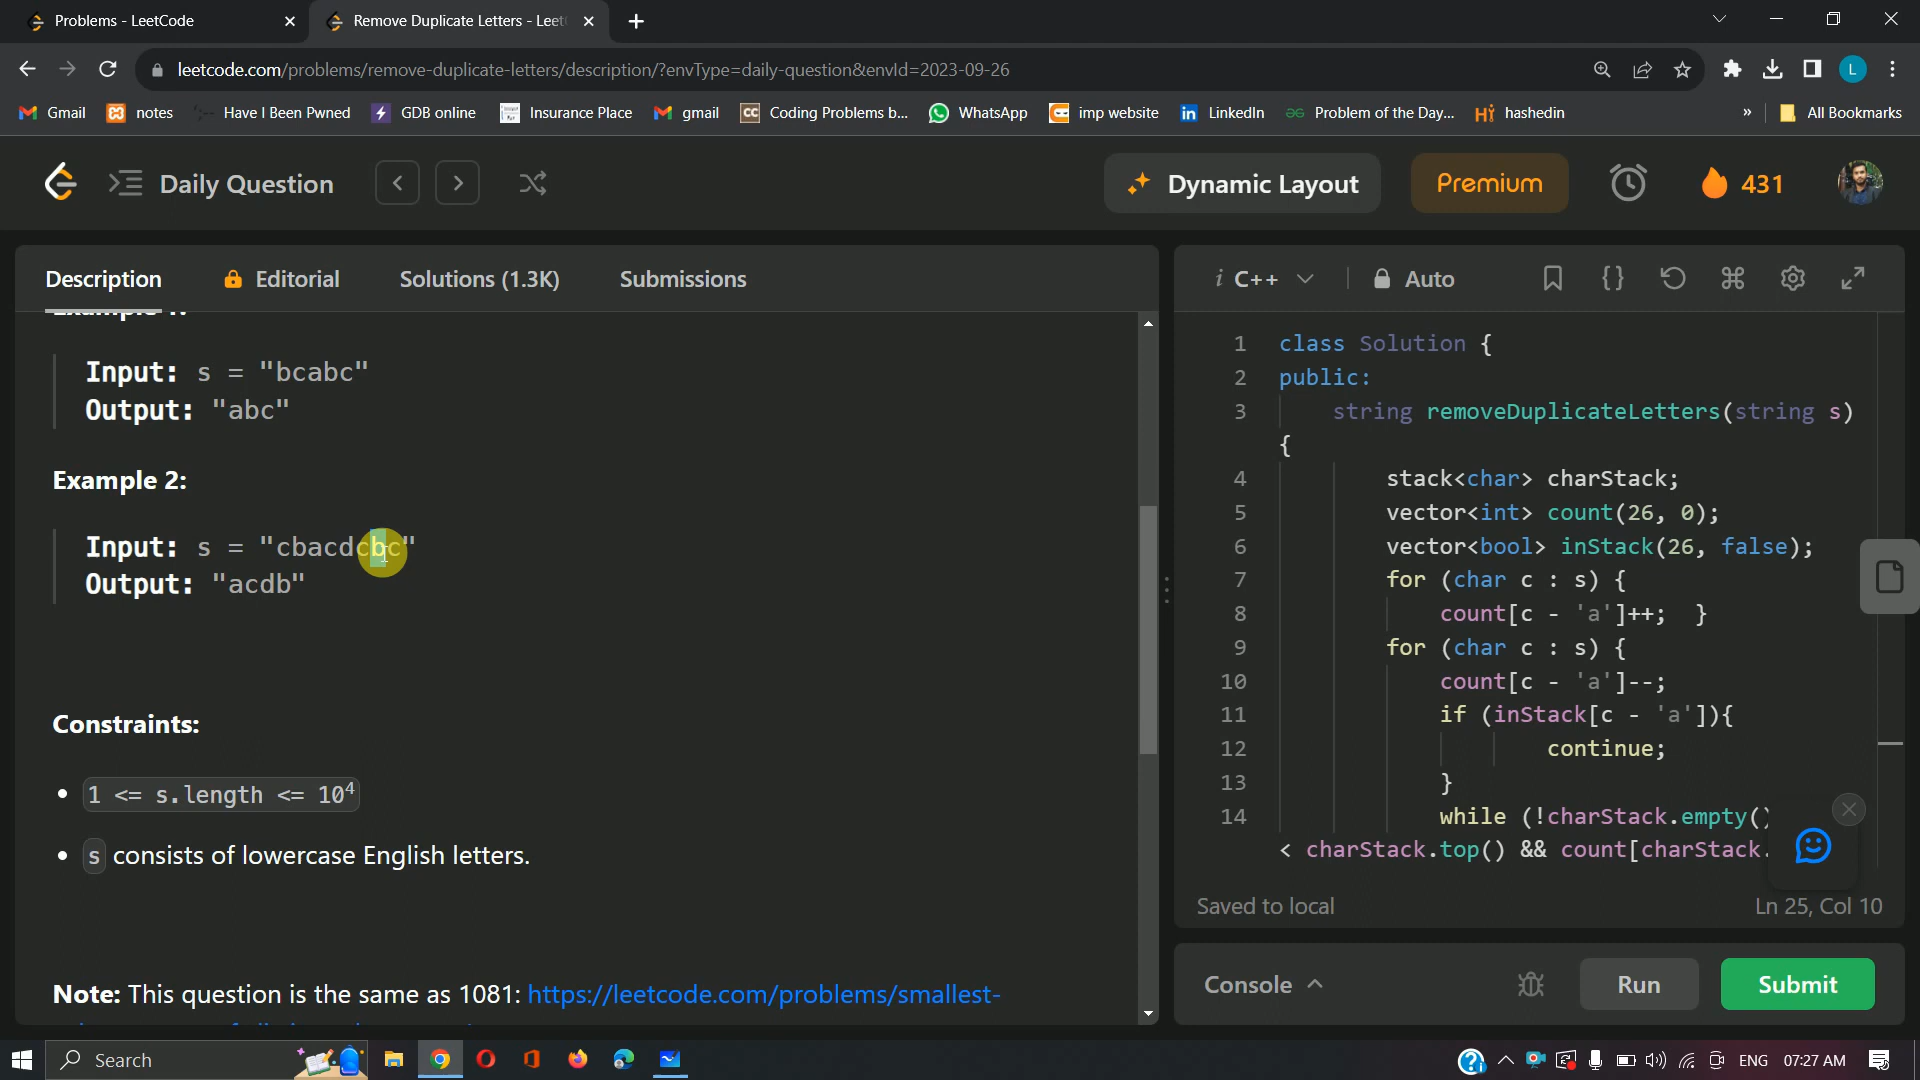 Problems - LeetCode
Remove Duplicate Letters - Leet
leetcode.com/problems/remove-duplicate-letters/description/?envType=daily-question&envId=2023-09-26
L
Gmail
notes
Have I Been Pwned
GDB online
Insurance Place
gmail
CC
Coding Problems b...
WhatsApp
imp website
LinkedIn
Problem of the Day...
hashedin
»
All Bookmarks
Daily Question
Dynamic Layout
Premium
431
Description
Editorial
Solutions (1.3K)
Submissions
Input: s = "bcabc"
Output: "abc"
Example 2:
Input: s = "cbacdcbc"
Output: "acdb"
Constraints:
• 1 <= s.length <= 10⁴
• s consists of lowercase English letters.
Note: This question is the same as 1081: https://leetcode.com/problems/smallest-
i C++
Auto
1 class Solution {
2 public:
3 string removeDuplicateLetters(string s)
{
4 stack<char> charStack;
5 vector<int> count(26, 0);
6 vector<bool> inStack(26, false);
7 for (char c : s) {
8 count[c - 'a']++; }
9 for (char c : s) {
10 count[c - 'a']--;
11 if (inStack[c - 'a']){
12 continue;
13 }
14 while (!charStack.empty()
< charStack.top() && count[charStack.
Saved to local
Ln 25, Col 10
Console
Run
Submit
Search
ENG
07:27 AM